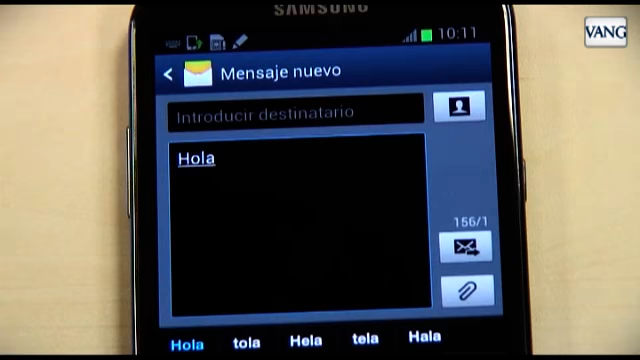 SAMSUNG
VANG
10:11
Mensaje nuevo
Introducir destinatario
Hola
156/1
Hola tola Hela tela Hala